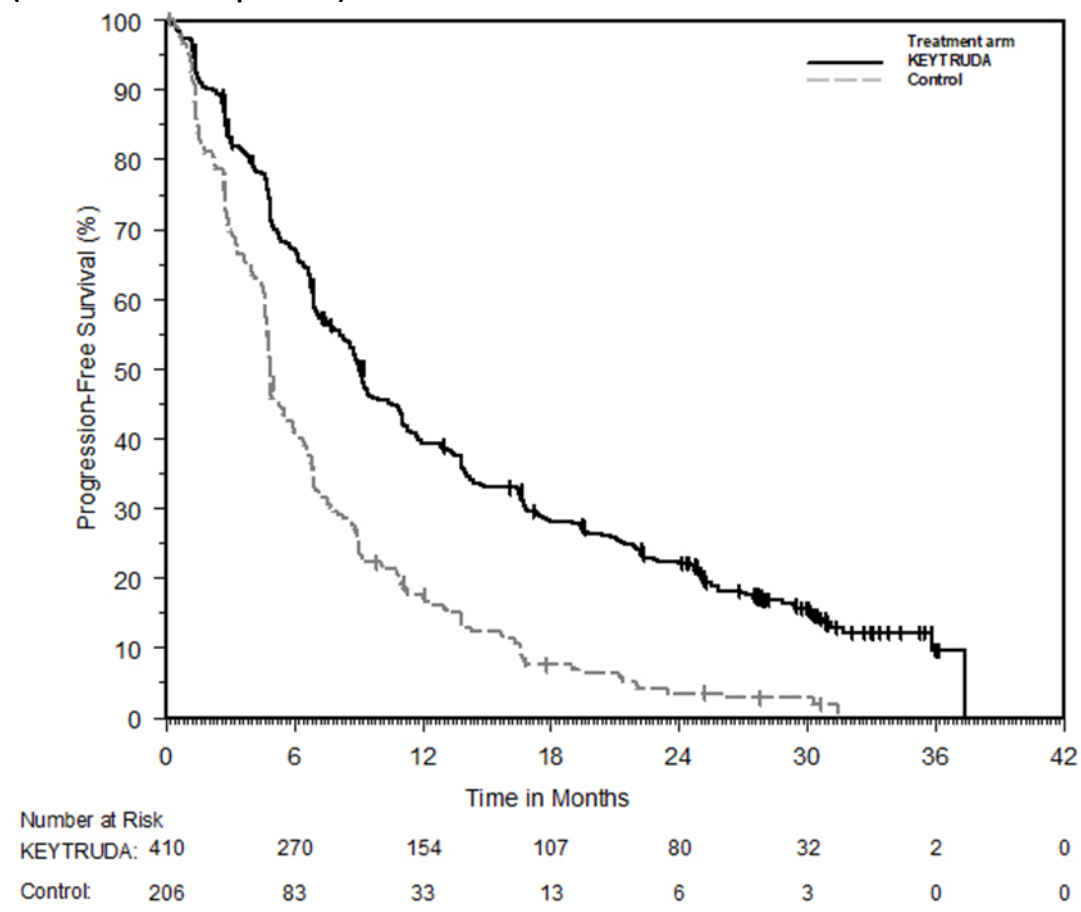 100
Treatment arm
KEYTRUDA
Control
90
80
70
60
50
40
30
20
10
0
Progression-Free Survival (%)
0 6 12 18 24 30 36 42
Time in Months
Number at Risk
KEYTRUDA: 410 270 154 107 80 32 2 0
Control: 206 83 33 13 6 3 0 0